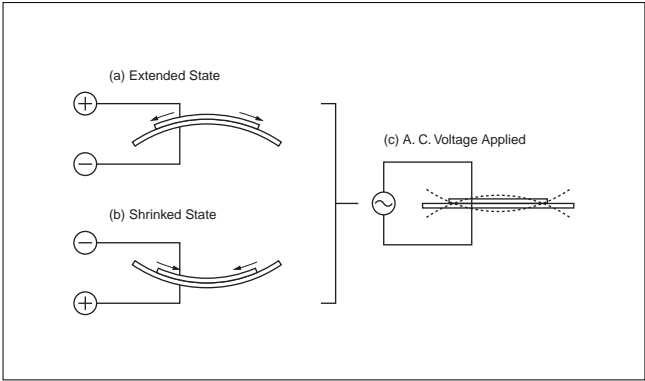 (a) Extended State
+
−
(b) Shrinked State
−
+
(c) A. C. Voltage Applied